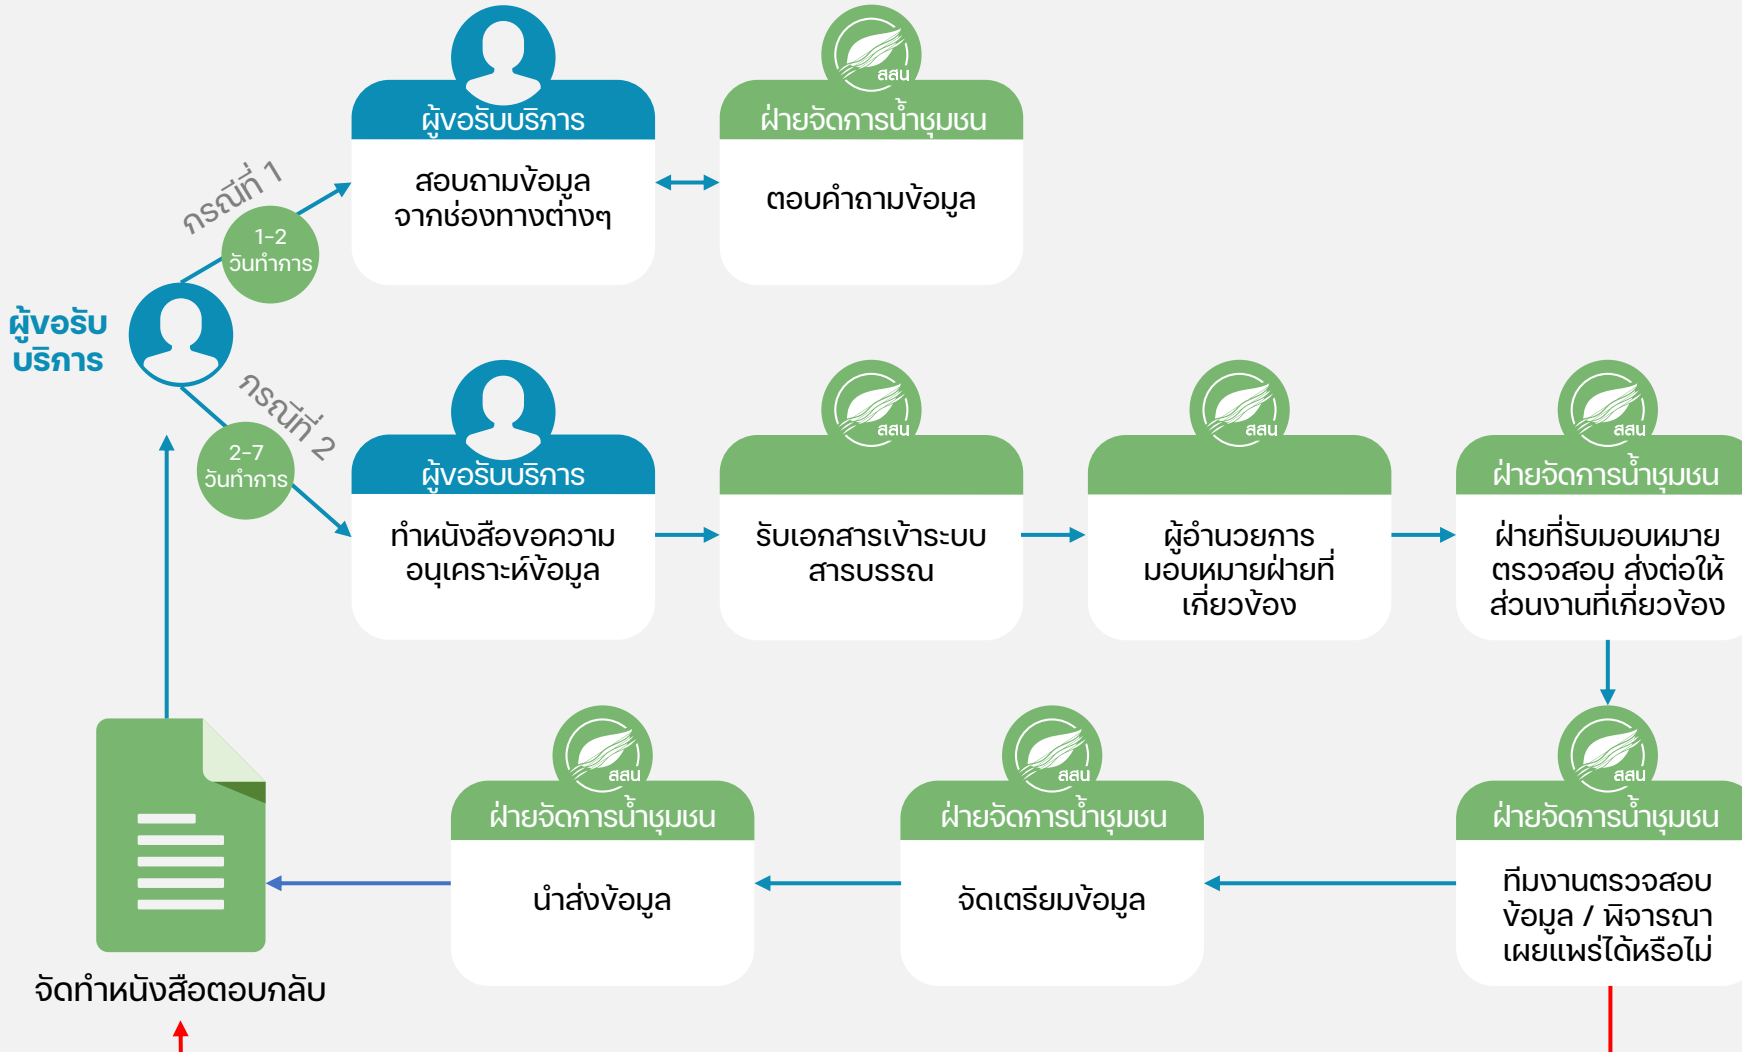 สสน
สสน
ผู้ขอรับบริการ
ฝ่ายจัดการน้ำชุมชน
สอบถามข้อมูล
จากช่องทางต่างๆ
ตอบคำถามข้อมูล
กรณีที่ 1
1-2
วันทำการ
ผู้ขอรับ
บริการ
กรณีที่ 2
2-7
วันทำการ
สสน
สสน
สสน
ผู้ขอรับบริการ
ฝ่ายจัดการน้ำชุมชน
ทำหนังสือขอความ
อนุเคราะห์ข้อมูล
รับเอกสารเข้าระบบ
สารบรรณ
ผู้อำนวยการ
มอบหมายฝ่ายที่
เกี่ยวข้อง
ฝ่ายที่รับมอบหมาย
ตรวจสอบ ส่งต่อให้
ส่วนงานที่เกี่ยวข้อง
สสน
สสน
สสน
ฝ่ายจัดการน้ำชุมชน
ฝ่ายจัดการน้ำชุมชน
ฝ่ายจัดการน้ำชุมชน
นำส่งข้อมูล
จัดเตรียมข้อมูล
ทีมงานตรวจสอบ
ข้อมูล / พิจารณา
เผยแพร่ได้หรือไม่
จัดทำหนังสือตอบกลับ